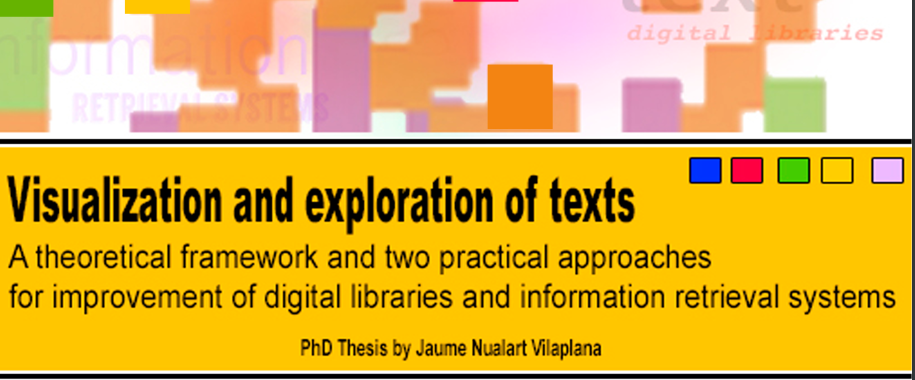 text
digital libraries
Information
RETRIEVAL SYSTEMS
Visualization and exploration of texts
A theoretical framework and two practical approaches
for improvement of digital libraries and information retrieval systems
PhD Thesis by Jaume Nualart Vilaplana